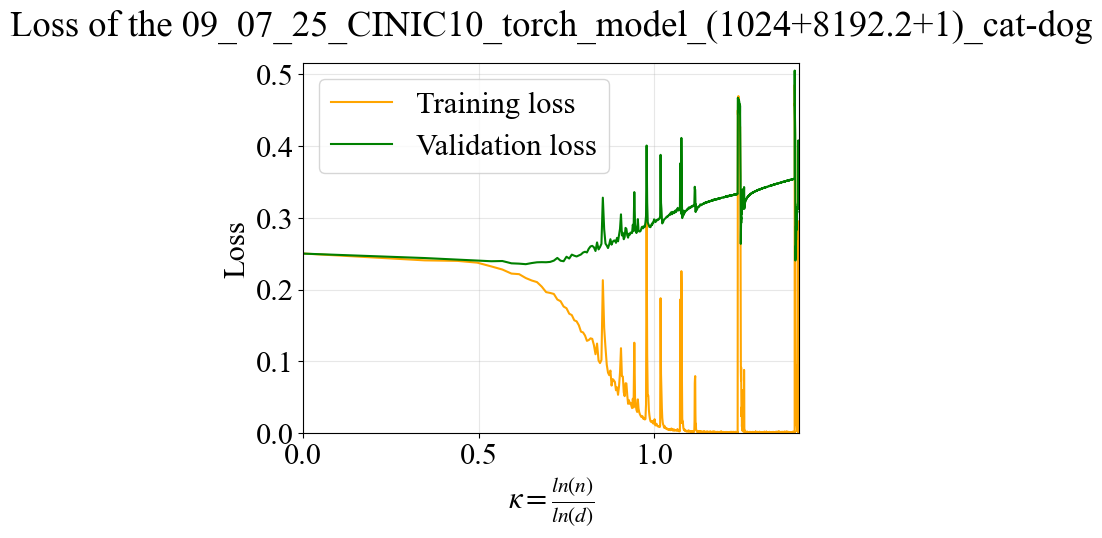 Loss of the 09_07_25_CINIC10_torch_model_(1024+8192.2+1)_cat-dog
0.5
0.4
0.3
0.2
0.1
0.0
Loss
Training loss
Validation loss
0.0 0.5 1.0
κ = ln(n)/ln(d)